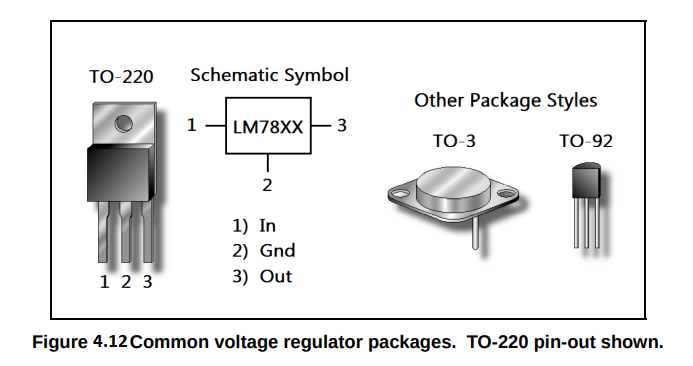 TO-220
Schematic Symbol
1
LM78XX
3
2
1) In
2) Gnd
3) Out
1 2 3
Other Package Styles
TO-3
TO-92
Figure 4.12 Common voltage regulator packages. TO-220 pin-out shown.